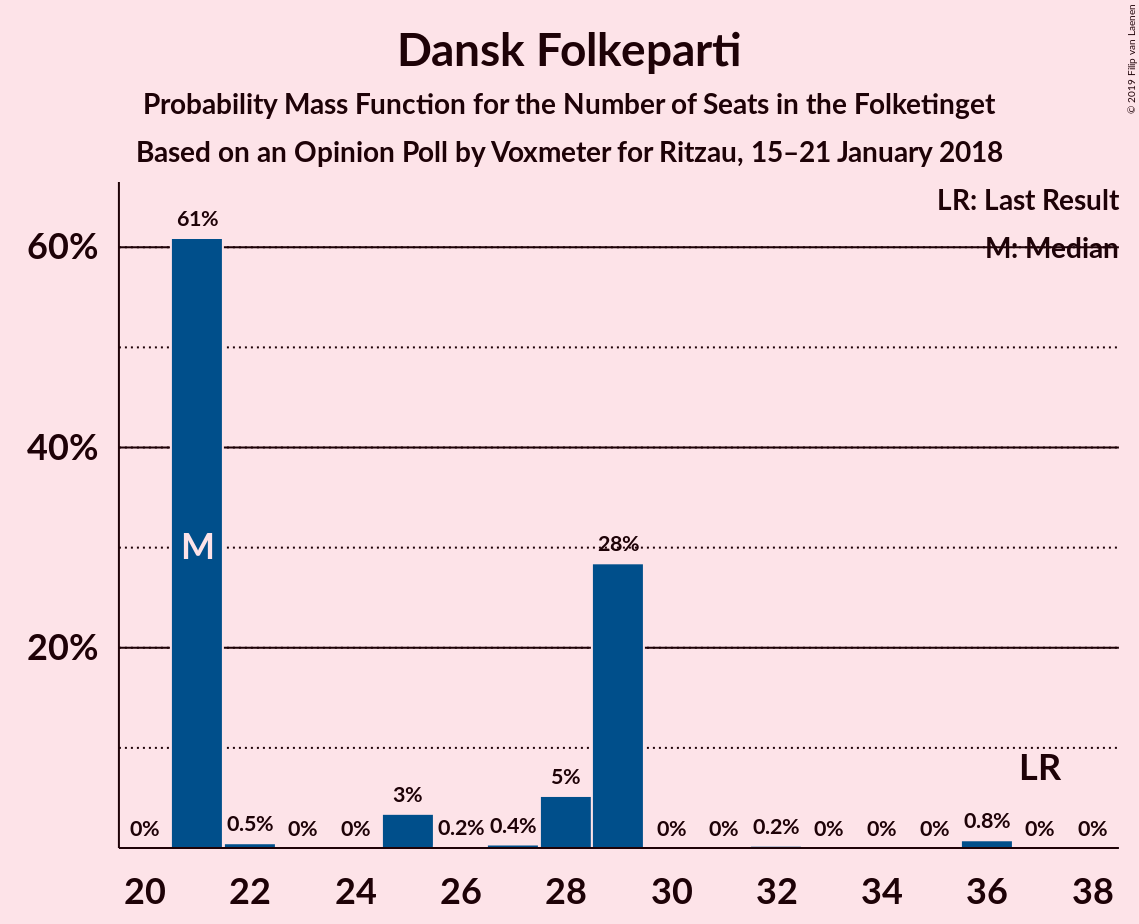 Dansk Folkeparti
Probability Mass Function for the Number of Seats in the Folketinget
Based on an Opinion Poll by Voxmeter for Ritzau, 15–21 January 2018
© 2019 Filip van Laenen
LR: Last Result
M: Median
60%
40%
20%
0%
61%
0.5%
0%
0%
3%
0.2%
0.4%
5%
28%
0%
0%
0.2%
0%
0%
0%
0.8%
0%
0%
M
LR
20 22 24 26 28 30 32 34 36 38